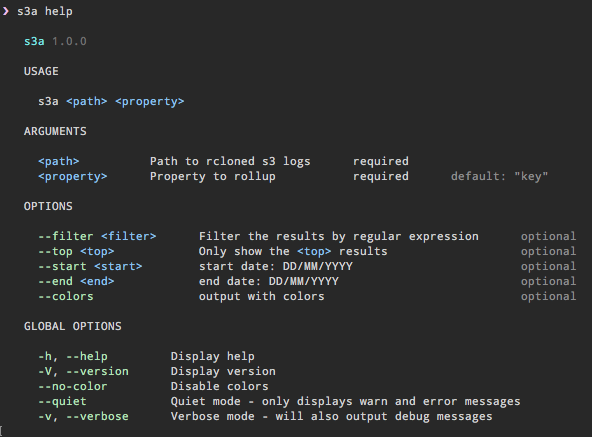 ❯ s3a help
s3a 1.0.0
USAGE
s3a <path> <property>
ARGUMENTS
<path> Path to rcloned s3 logs required
<property> Property to rollup required default: "key"
OPTIONS
--filter <filter> Filter the results by regular expression optional
--top <top> Only show the <top> results optional
--start <start> start date: DD/MM/YYYY optional
--end <end> end date: DD/MM/YYYY optional
--colors output with colors optional
GLOBAL OPTIONS
-h, --help Display help
-V, --version Display version
--no-color Disable colors
--quiet Quiet mode - only displays warn and error messages
-v, --verbose Verbose mode - will also output debug messages